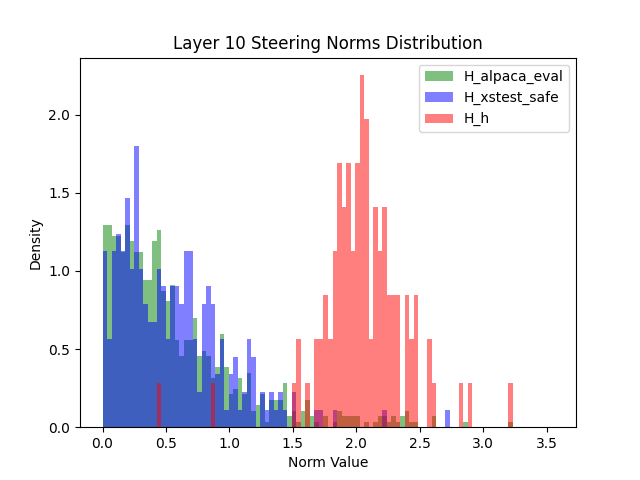 Layer 10 Steering Norms Distribution
H_alpaca_eval
H_xstest_safe
H_h
Density
2.0
1.5
1.0
0.5
0.0
0.0 0.5 1.0 1.5 2.0 2.5 3.0 3.5
Norm Value